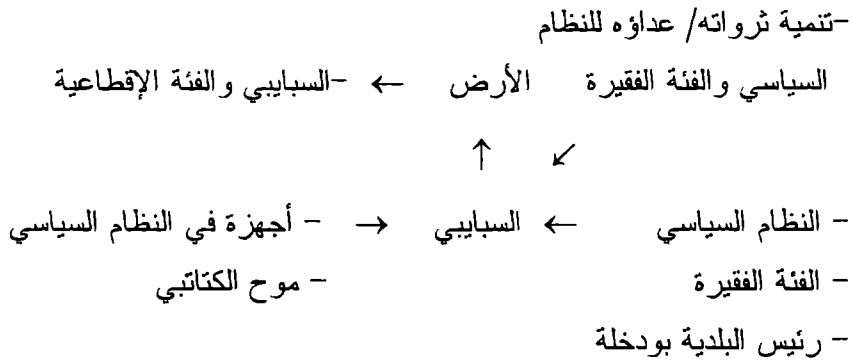 -تنمية ثرواته/ عداؤه للنظام
السياسي والفئة الفقيرة الأرض ← -السبايبي والفئة الإقطاعية
↑ ↙
- النظام السياسي ← السبايبي → - أجهزة في النظام السياسي
- الفئة الفقيرة - موح الكتاتبي
- رئيس البلدية بودخلة